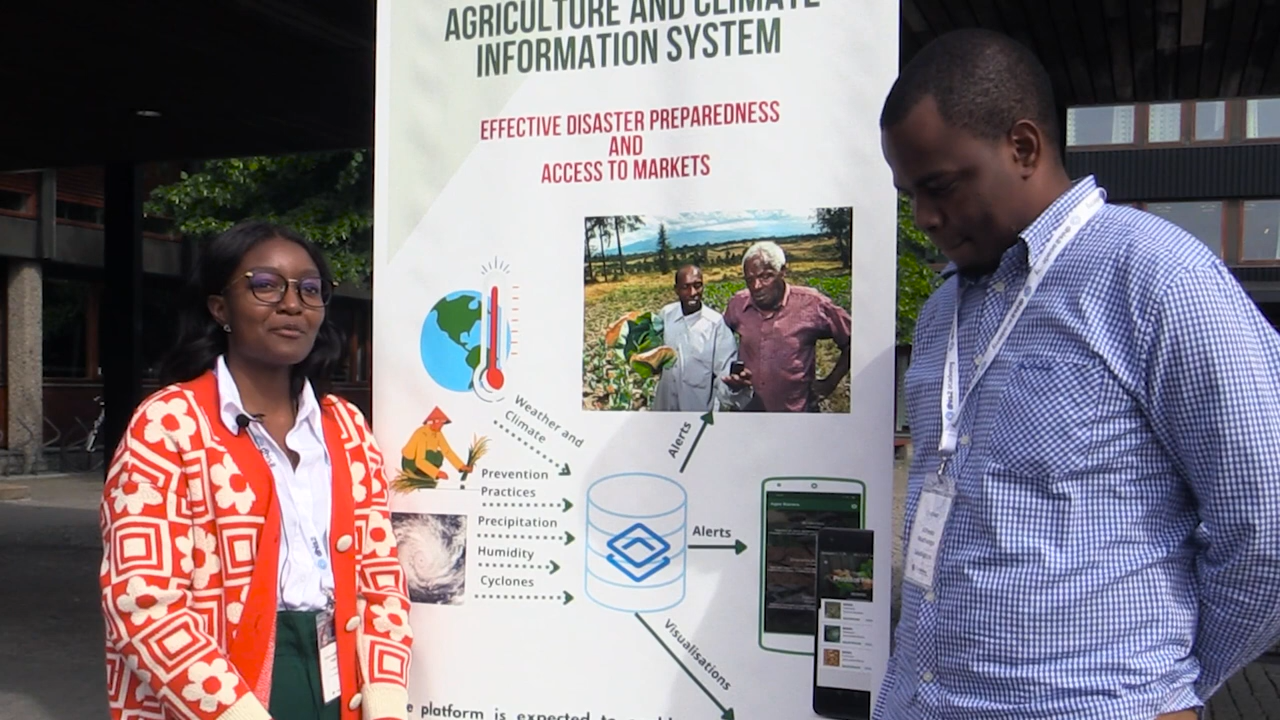 AGRICULTURE AND CLIMATE
INFORMATION SYSTEM
EFFECTIVE DISASTER PREPAREDNESS
AND
ACCESS TO MARKETS
Weather and
Climate
Prevention
Practices
Precipitation
Humidity
Cyclones
Alerts
Alerts
Visualisations
platform is expected to